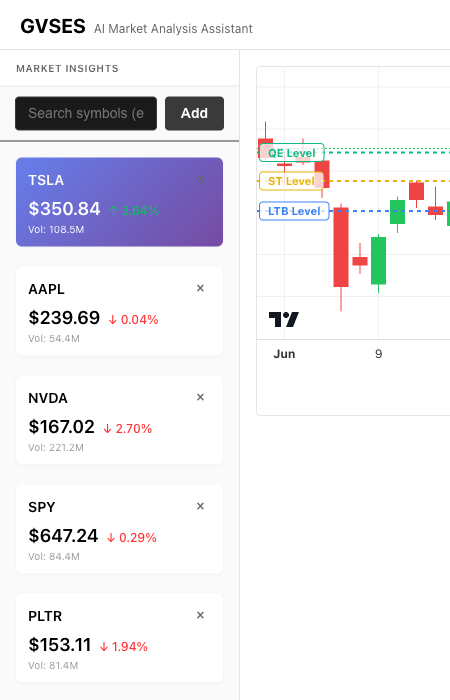 GVSES AI Market Analysis Assistant
MARKET INSIGHTS
Search symbols (e
Add
TSLA ×
$350.84 ↑ 3.64%
Vol: 108.5M
AAPL ×
$239.69 ↓ 0.04%
Vol: 54.4M
NVDA ×
$167.02 ↓ 2.70%
Vol: 221.2M
SPY ×
$647.24 ↓ 0.29%
Vol: 84.4M
PLTR ×
$153.11 ↓ 1.94%
Vol: 81.4M
QE Level
ST Level
LTB Level
Jun 9